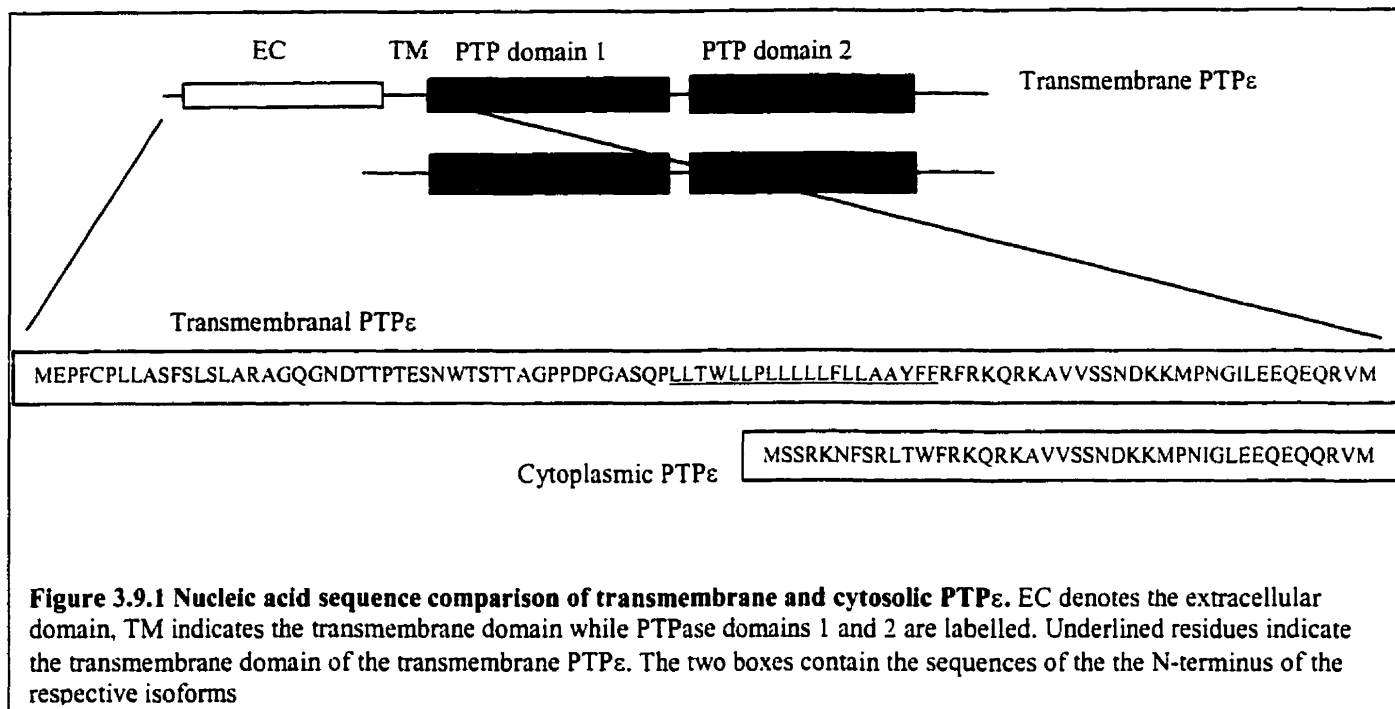 EC TM PTP domain 1 PTP domain 2
Transmembrane PTPε
Transmembranal PTPε
MEPFCPLLASFSLSLARAGQGNDTTPTESNWTSTTAGPPDPGASQPLLTWLLPLLLLLFLLAAYFFRFRKQRKAVVSSNDKKMPNGILEEQEQRVM
MSSRKNFSRLTWFRKQRKAVVSSNDKKMPNIGLEEQEQQRVM
Cytoplasmic PTPε
Figure 3.9.1 Nucleic acid sequence comparison of transmembrane and cytosolic PTPε. EC denotes the extracellular
domain, TM indicates the transmembrane domain while PTPase domains 1 and 2 are labelled. Underlined residues indicate
the transmembrane domain of the transmembrane PTPε. The two boxes contain the sequences of the the N-terminus of the
respective isoforms